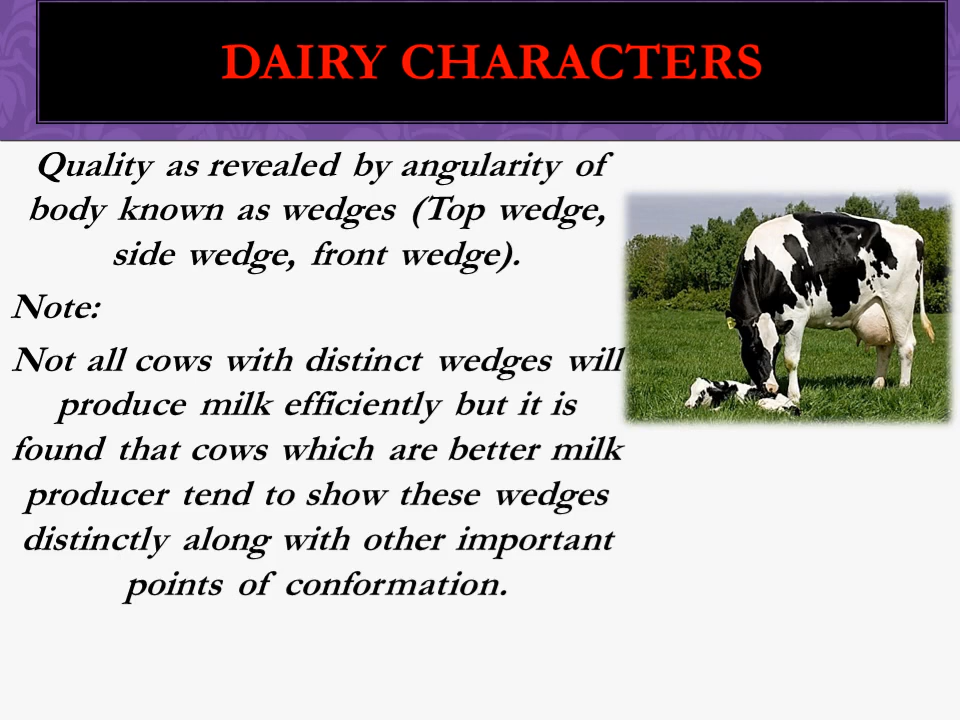 DAIRY CHARACTERS
Quality as revealed by angularity of
body known as wedges (Top wedge,
side wedge, front wedge).
Note:
Not all cows with distinct wedges will
produce milk efficiently but it is
found that cows which are better milk
producer tend to show these wedges
distinctly along with other important
points of conformation.